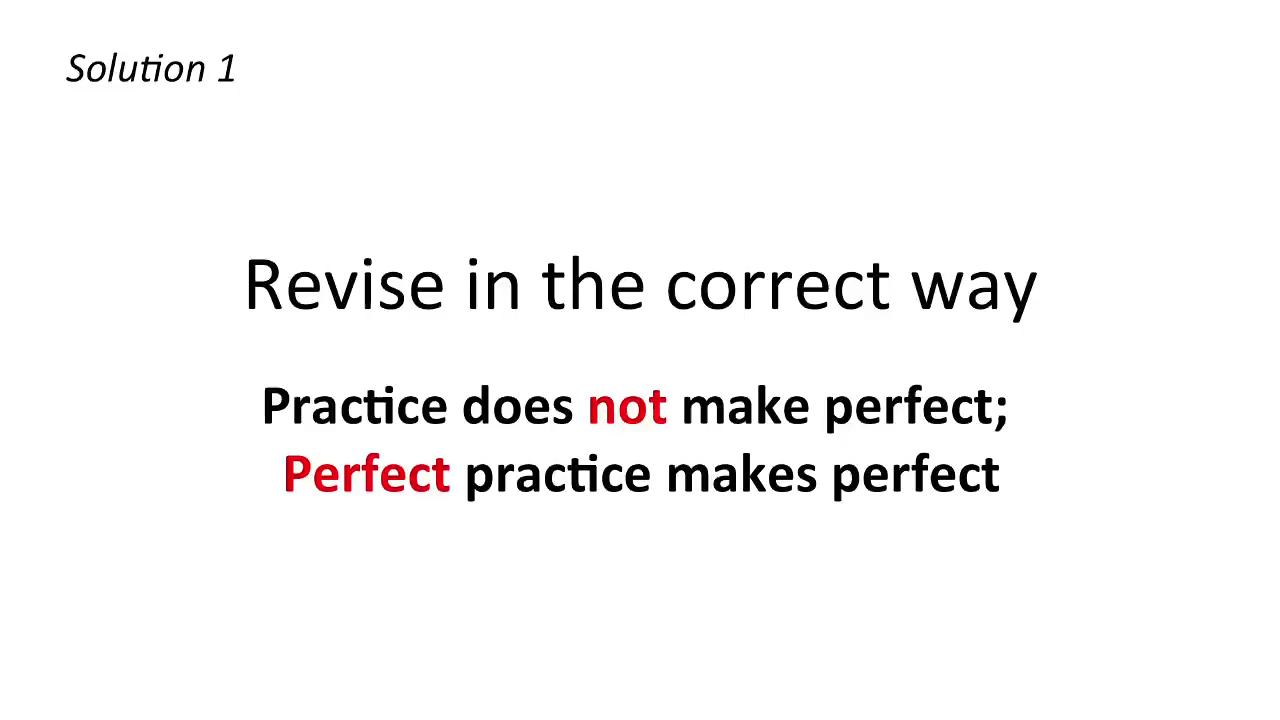 Solution 1
Revise in the correct way
Practice does not make perfect;
Perfect practice makes perfect